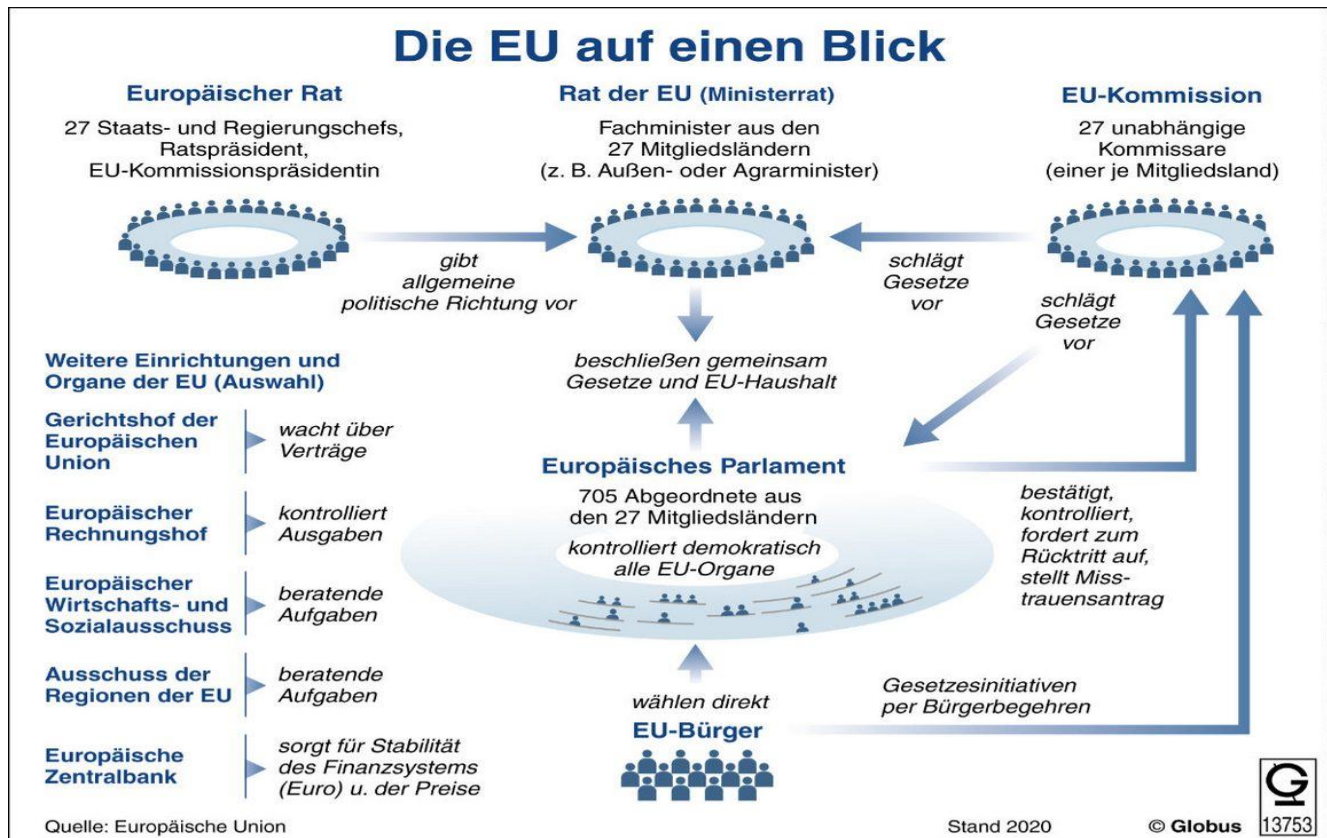 Die EU auf einen Blick
Europäischer Rat
27 Staats- und Regierungschefs,
Ratspräsident,
EU-Kommissionspräsidentin
Rat der EU (Ministerrat)
Fachminister aus den
27 Mitgliedsländern
(z. B. Außen- oder Agrarminister)
EU-Kommission
27 unabhängige
Kommissare
(einer je Mitgliedsland)
gibt
allgemeine
politische Richtung vor
schlägt
Gesetze
vor
schlägt
Gesetze
vor
beschließen gemeinsam
Gesetze und EU-Haushalt
Weitere Einrichtungen und
Organe der EU (Auswahl)
Gerichtshof der
Europäischen
Union
wacht über
Verträge
Europäischer
Rechnungshof
kontrolliert
Ausgaben
Europäischer
Wirtschafts- und
Sozialausschuss
beratende
Aufgaben
Ausschuss der
Regionen der EU
beratende
Aufgaben
Europäische
Zentralbank
sorgt für Stabilität
des Finanzsystems
(Euro) u. der Preise
Europäisches Parlament
705 Abgeordnete aus
den 27 Mitgliedsländern
kontrolliert demokratisch
alle EU-Organe
bestätigt,
kontrolliert,
fordert zum
Rücktritt auf,
stellt Miss-
trauensantrag
wählen direkt
EU-Bürger
Gesetzesinitiativen
per Bürgerbegehren
Quelle: Europäische Union
Stand 2020
© Globus
G
13753